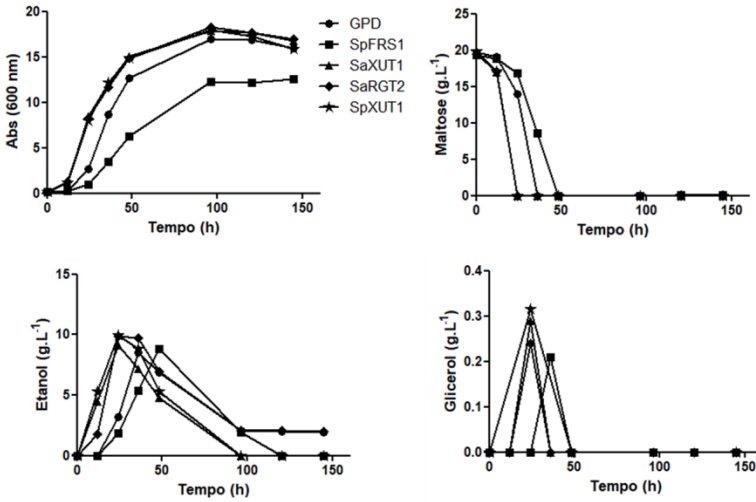 Abs (600 nm)
20
15
10
5
0
0 50 100 150
Tempo (h)
GPD
SpFRS1
SaXUT1
SaRGT2
SpXUT1
Maltose (g.L-1)
25
20
15
10
5
0
0 50 100 150
Tempo (h)
Etanol (g.L-1)
15
10
5
0
0 50 100 150
Tempo (h)
Glicerol (g.L-1)
0.4
0.3
0.2
0.1
0.0
0 50 100 150
Tempo (h)